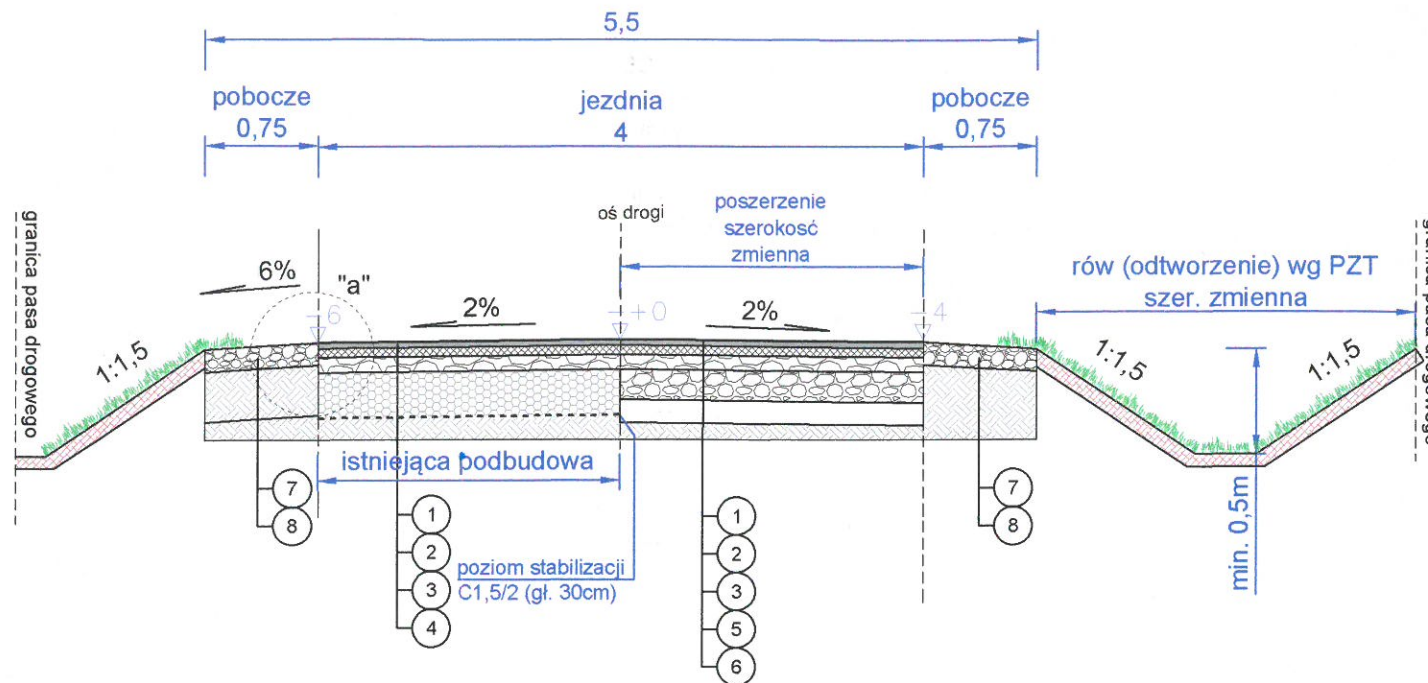 5,5
pobocze
0,75
jezdnia
4
pobocze
0,75
granica pasa drogowego
oś drogi
poszerzenie
szerokosć
zmienna
6%
"a"
2%
2%
rów (odtworzenie) wg PZT
szer. zmienna
-6
+0
-4
1:1,5
1:1,5
1:1,5
istniejąca podbudowa
min. 0,5m
7
8
1
2
3
4
poziom stabilizacji
C1,5/2 (gł. 30cm)
1
2
3
5
6
7
8